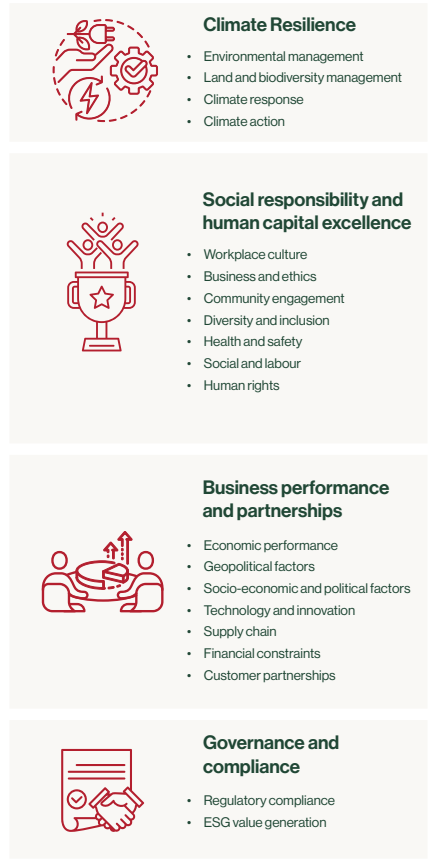 Climate Resilience
• Environmental management
• Land and biodiversity management
• Climate response
• Climate action
Social responsibility and
human capital excellence
• Workplace culture
• Business and ethics
• Community engagement
• Diversity and inclusion
• Health and safety
• Social and labour
• Human rights
Business performance
and partnerships
• Economic performance
• Geopolitical factors
• Socio-economic and political factors
• Technology and innovation
• Supply chain
• Financial constraints
• Customer partnerships
Governance and
compliance
• Regulatory compliance
• ESG value generation